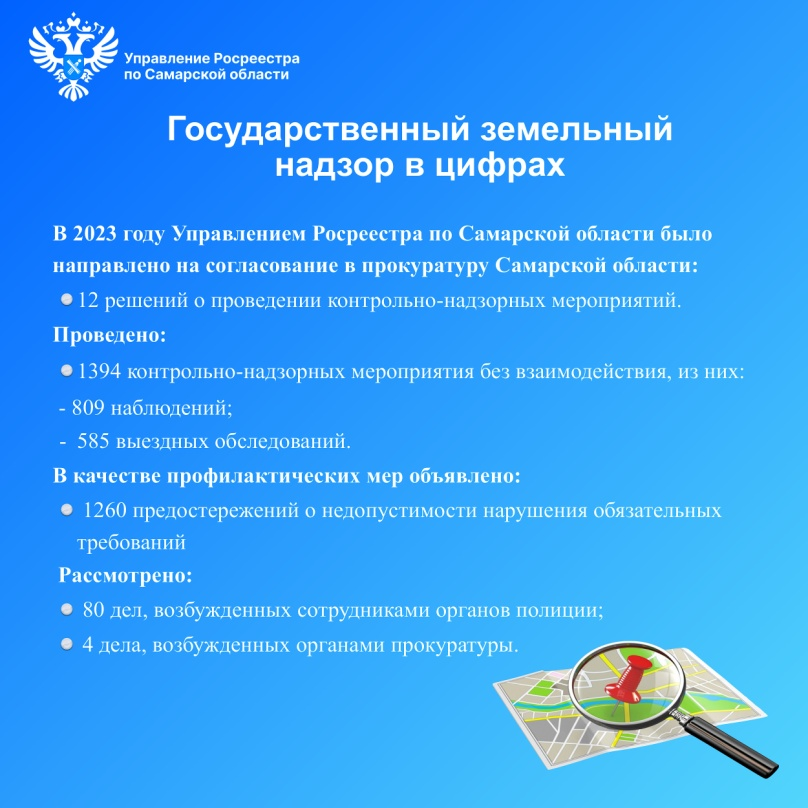 Управление Росреестра
по Самарской области
Государственный земельный
надзор в цифрах
В 2023 году Управлением Росреестра по Самарской области было
направлено на согласование в прокуратуру Самарской области:
12 решений о проведении контрольно-надзорных мероприятий.
Проведено:
1394 контрольно-надзорных мероприятия без взаимодействия, из них:
- 809 наблюдений;
- 585 выездных обследований.
В качестве профилактических мер объявлено:
1260 предостережений о недопустимости нарушения обязательных
требований
Рассмотрено:
80 дел, возбужденных сотрудниками органов полиции;
4 дела, возбужденных органами прокуратуры.